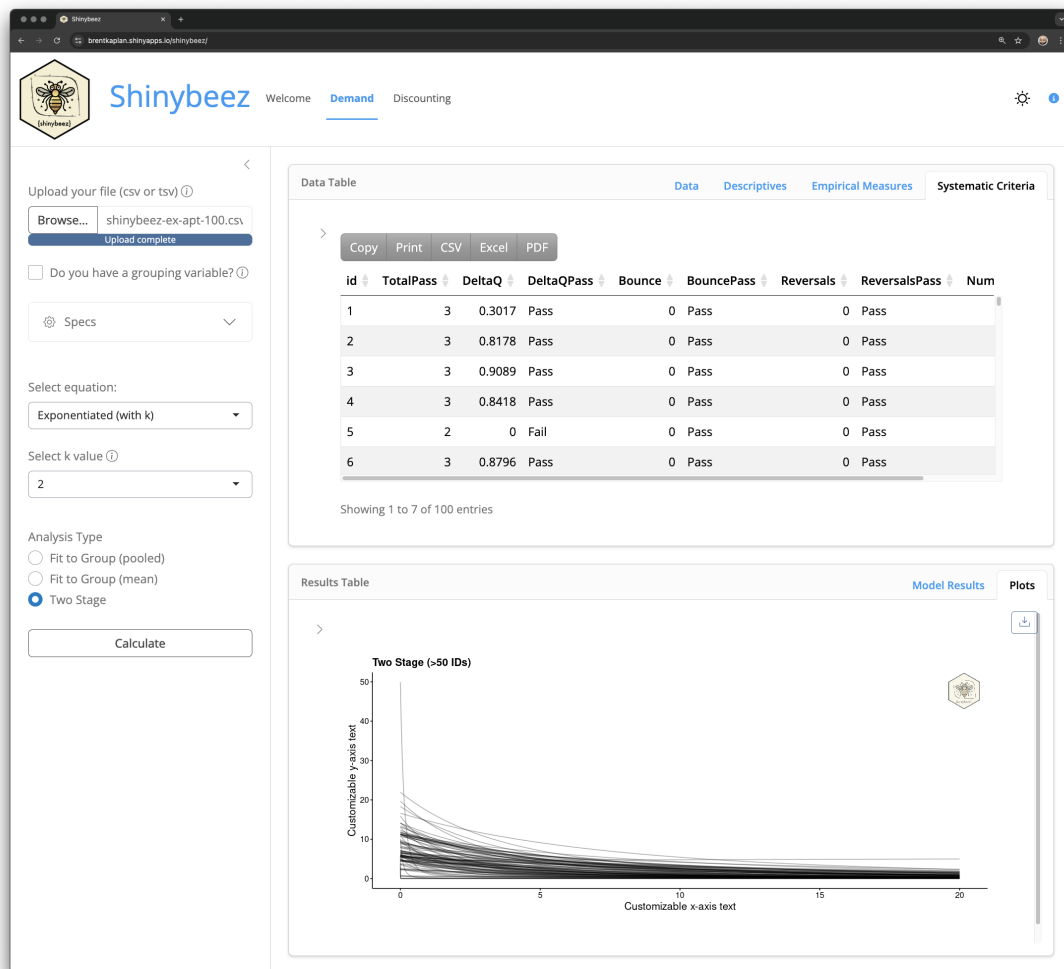 Shinybeez
brentkaplan.shinyapps.io/shinybeez/
{shinybeez}
Shinybeez
Welcome Demand Discounting
Upload your file (csv or tsv)
Browse... shinybeez-ex-apt-100.csv
Upload complete
Do you have a grouping variable?
Specs
Select equation:
Exponentiated (with k)
Select k value
2
Analysis Type
Fit to Group (pooled)
Fit to Group (mean)
Two Stage
Calculate
Data Table Data Descriptives Empirical Measures Systematic Criteria
Copy Print CSV Excel PDF
id TotalPass DeltaQ DeltaQPass Bounce BouncePass Reversals ReversalsPass Num
1 3 0.3017 Pass 0 Pass 0 Pass
2 3 0.8178 Pass 0 Pass 0 Pass
3 3 0.9089 Pass 0 Pass 0 Pass
4 3 0.8418 Pass 0 Pass 0 Pass
5 2 0 Fail 0 Pass 0 Pass
6 3 0.8796 Pass 0 Pass 0 Pass
Showing 1 to 7 of 100 entries
Results Table Model Results Plots
Two Stage (>50 IDs)
Customizable y-axis text
50
40
30
20
10
0
0 5 10 15 20
Customizable x-axis text